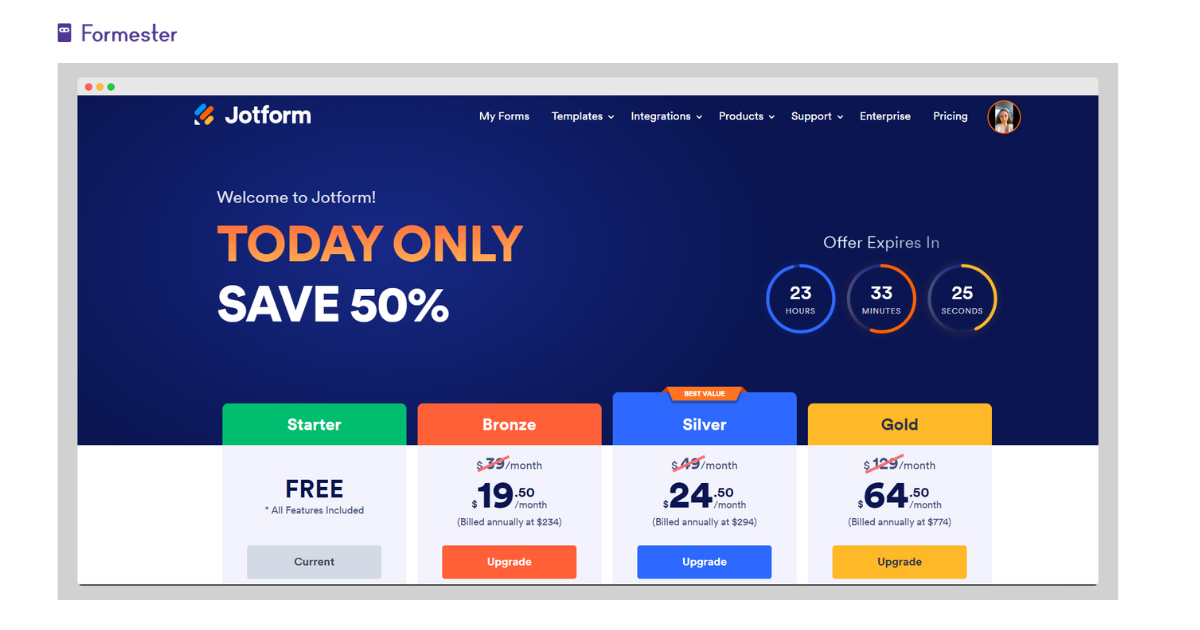 Formester
Jotform
My Forms Templates Integrations Products Support Enterprise Pricing
Welcome to Jotform!
TODAY ONLY
SAVE 50%
Offer Expires In
23 33 25
HOURS MINUTES SECONDS
BEST VALUE
Starter Bronze Silver Gold
$39/month $49/month $129/month
FREE $19.50/month $24.50/month $64.50/month
* All Features Included (Billed annually at $234) (Billed annually at $294) (Billed annually at $774)
Current Upgrade Upgrade Upgrade